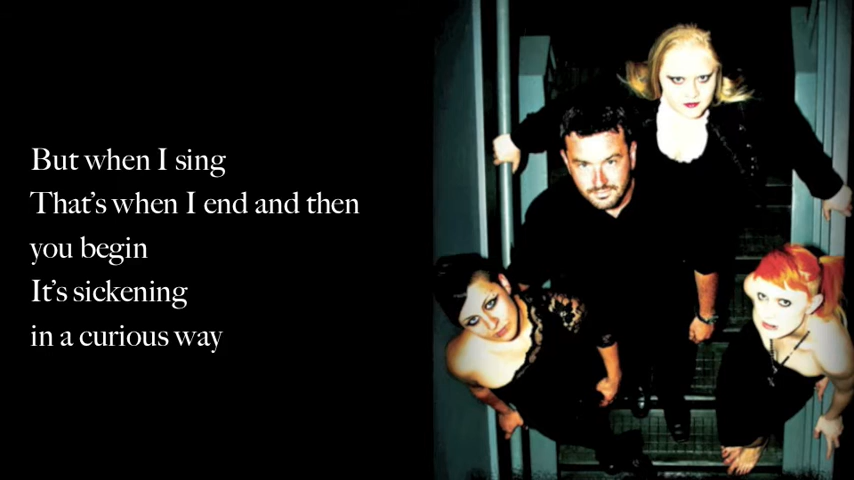 But when I sing
That's when I end and then
you begin
It's sickening
in a curious way